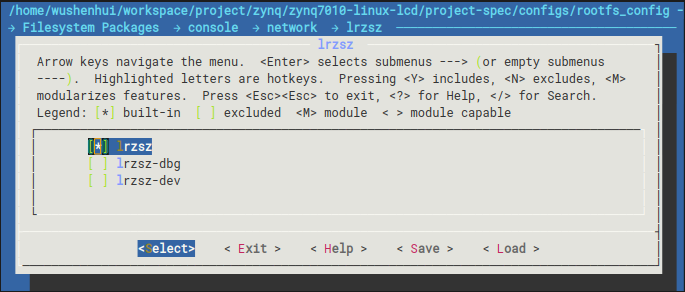 /home/wushenhui/workspace/project/zynq/zynq7010-linux-lcd/project-spec/configs/rootfs_config -
→ Filesystem Packages → console → network → lrzsz
lrzsz
Arrow keys navigate the menu. <Enter> selects submenus ---> (or empty submenus
----). Highlighted letters are hotkeys. Pressing <Y> includes, <N> excludes, <M>
modularizes features. Press <Esc><Esc> to exit, <?> for Help, </> for Search.
Legend: [*] built-in [ ] excluded <M> module < > module capable
[*] lrzsz
[ ] lrzsz-dbg
[ ] lrzsz-dev
<Select> < Exit > < Help > < Save > < Load >